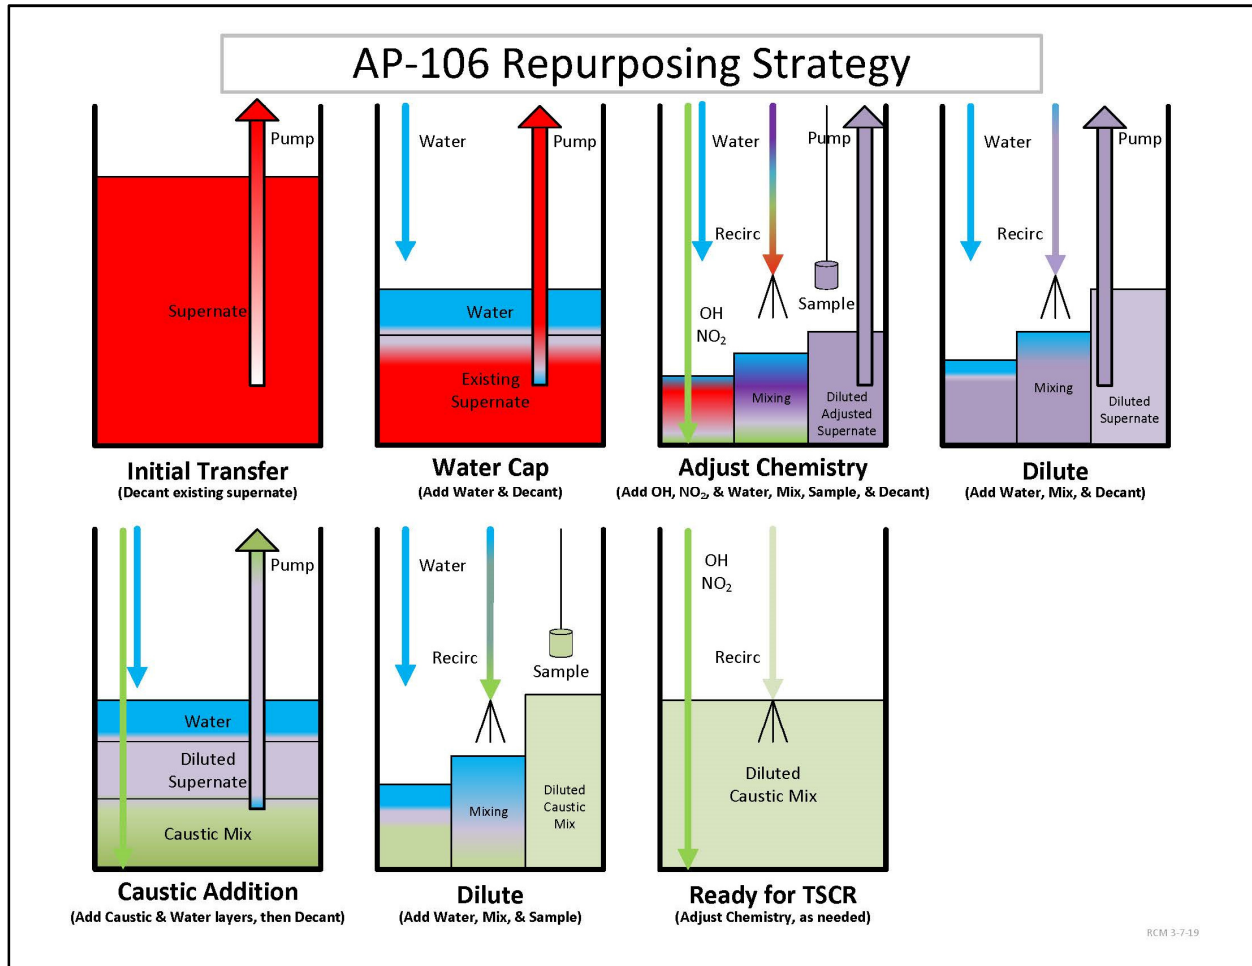 AP-106 Repurposing Strategy
Pump
Supernate
Initial Transfer
(Decant existing supernate)
Water
Pump
Water
Existing
Supernate
Water Cap
(Add Water & Decant)
Water
Pump
Recirc
Sample
OH
NO₂
Mixing
Diluted
Adjusted
Supernate
Adjust Chemistry
(Add OH, NO₂, & Water, Mix, Sample, & Decant)
Water
Pump
Recirc
Mixing
Diluted
Supernate
Dilute
(Add Water, Mix, & Decant)
Pump
Water
Diluted
Supernate
Caustic Mix
Caustic Addition
(Add Caustic & Water layers, then Decant)
Water
Recirc
Sample
Mixing
Diluted
Caustic
Mix
Dilute
(Add Water, Mix, & Sample)
OH
NO₂
Recirc
Diluted
Caustic Mix
Ready for TSCR
(Adjust Chemistry, as needed)
RCM 3-7-19